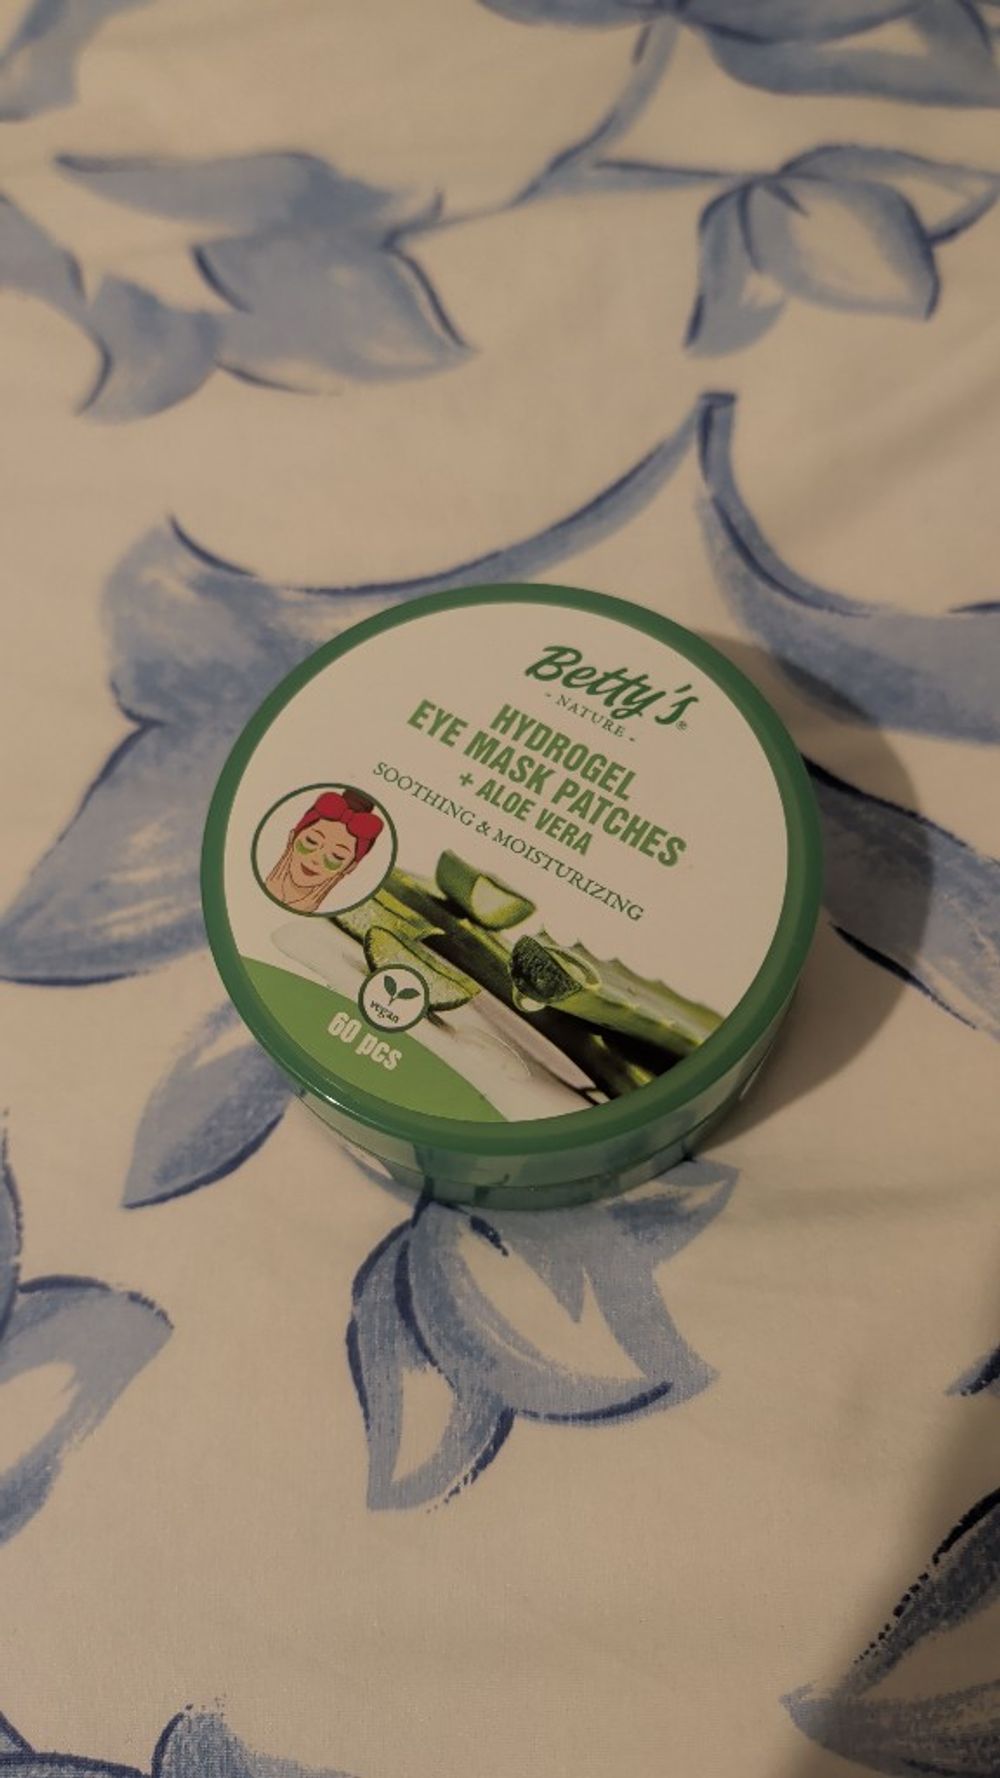 Betty's®
- NATURE -
HYDROGEL
EYE MASK PATCHES
+ ALOE VERA
SOOTHING & MOISTURIZING
vegan
60 pcs